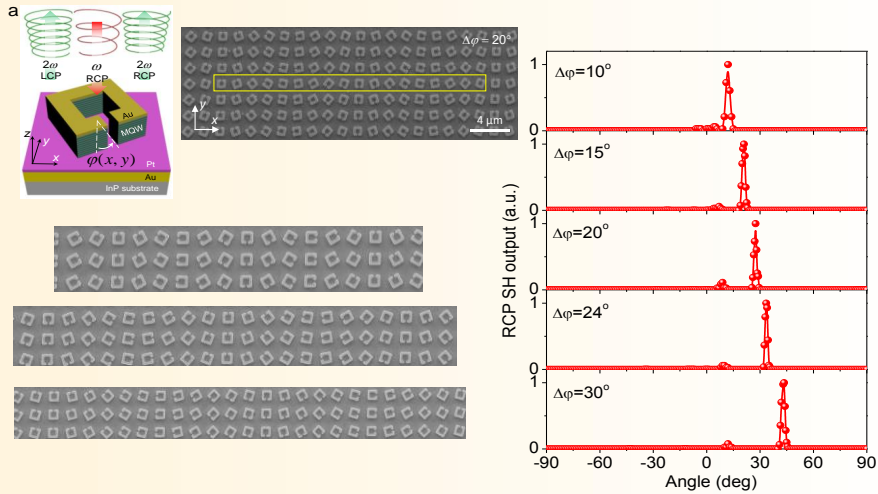 a
2ω
LCP
ω
RCP
2ω
RCP
Au
MQW
z
y
x
φ(x, y)
Pt
Au
InP substrate
Δφ = 20°
y
x
4 μm
RCP SH output (a.u.)
Δφ=10°
1
0
Δφ=15°
1
0
Δφ=20°
1
0
Δφ=24°
1
0
Δφ=30°
1
0
-90 -60 -30 0 30 60 90
Angle (deg)